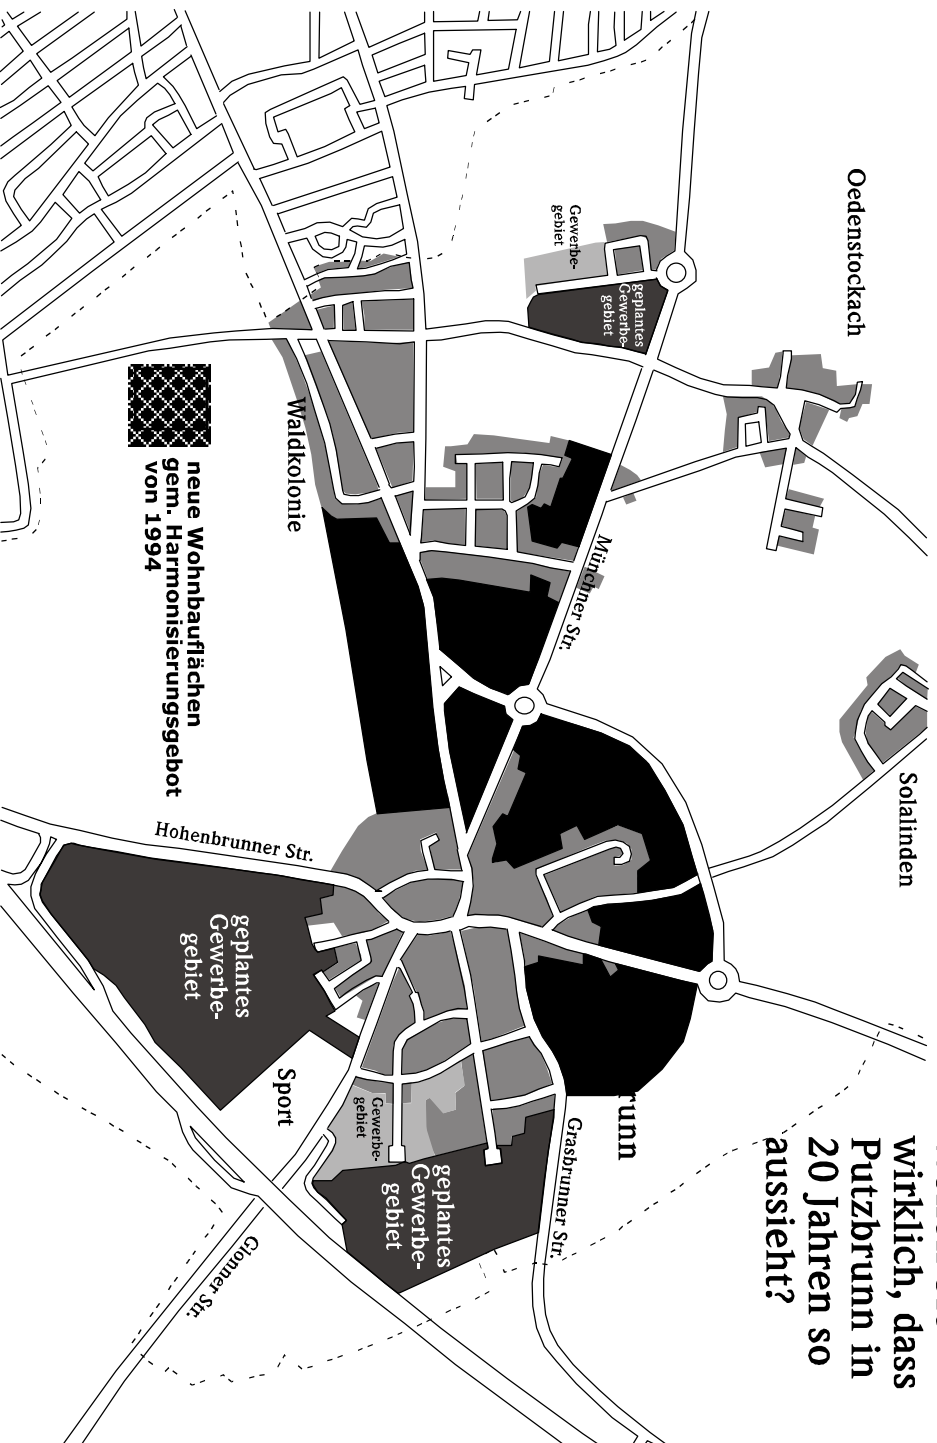 wirklich, dass
Putzbrunn in
20 Jahren so
aussieht?
Oedenstockach
Solalinden
Gewerbe-
gebiet
geplantes
Gewerbe-
gebiet
Münchner Str.
Waldkolonie
neue Wohnbauflächen
gem. Harmonisierungsgebot
von 1994
Hohenbrunner Str.
geplantes
Gewerbe-
gebiet
Sport
Gewerbe-
gebiet
geplantes
Gewerbe-
gebiet
runn
Grasbrunner Str.
Glonner Str.